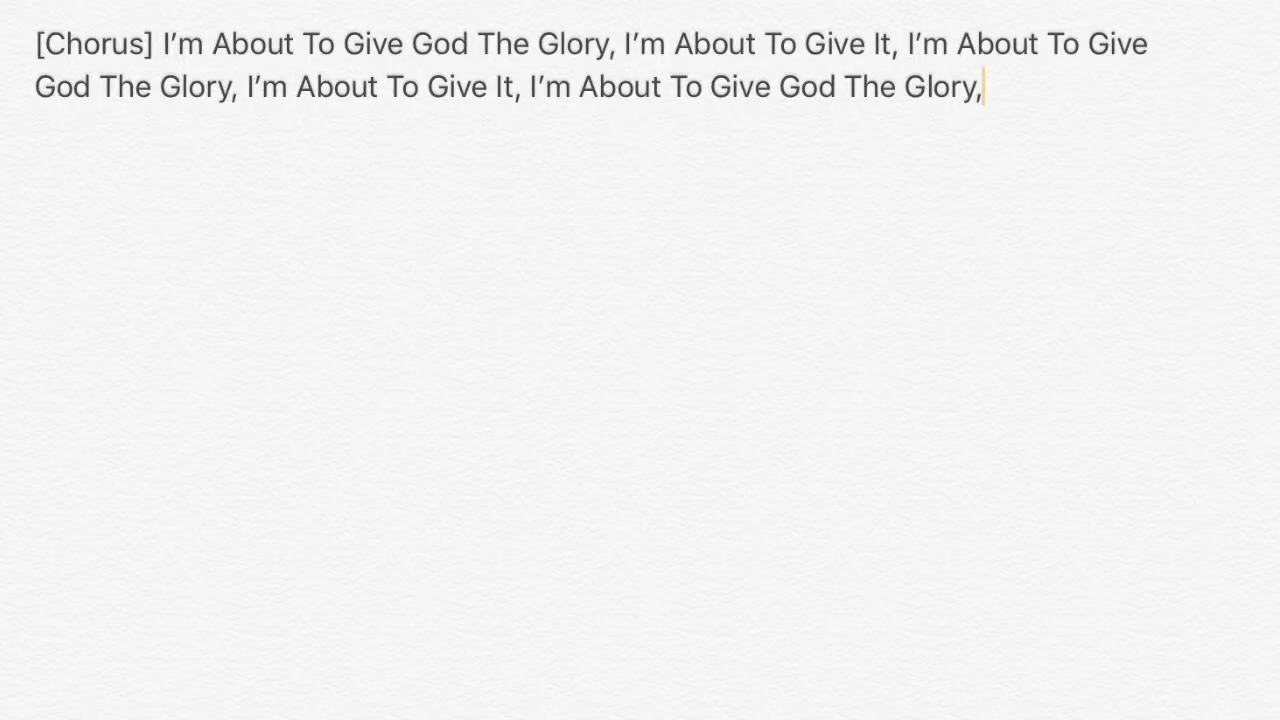 [Chorus] I’m About To Give God The Glory, I’m About To Give It, I’m About To Give
God The Glory, I’m About To Give It, I’m About To Give God The Glory,